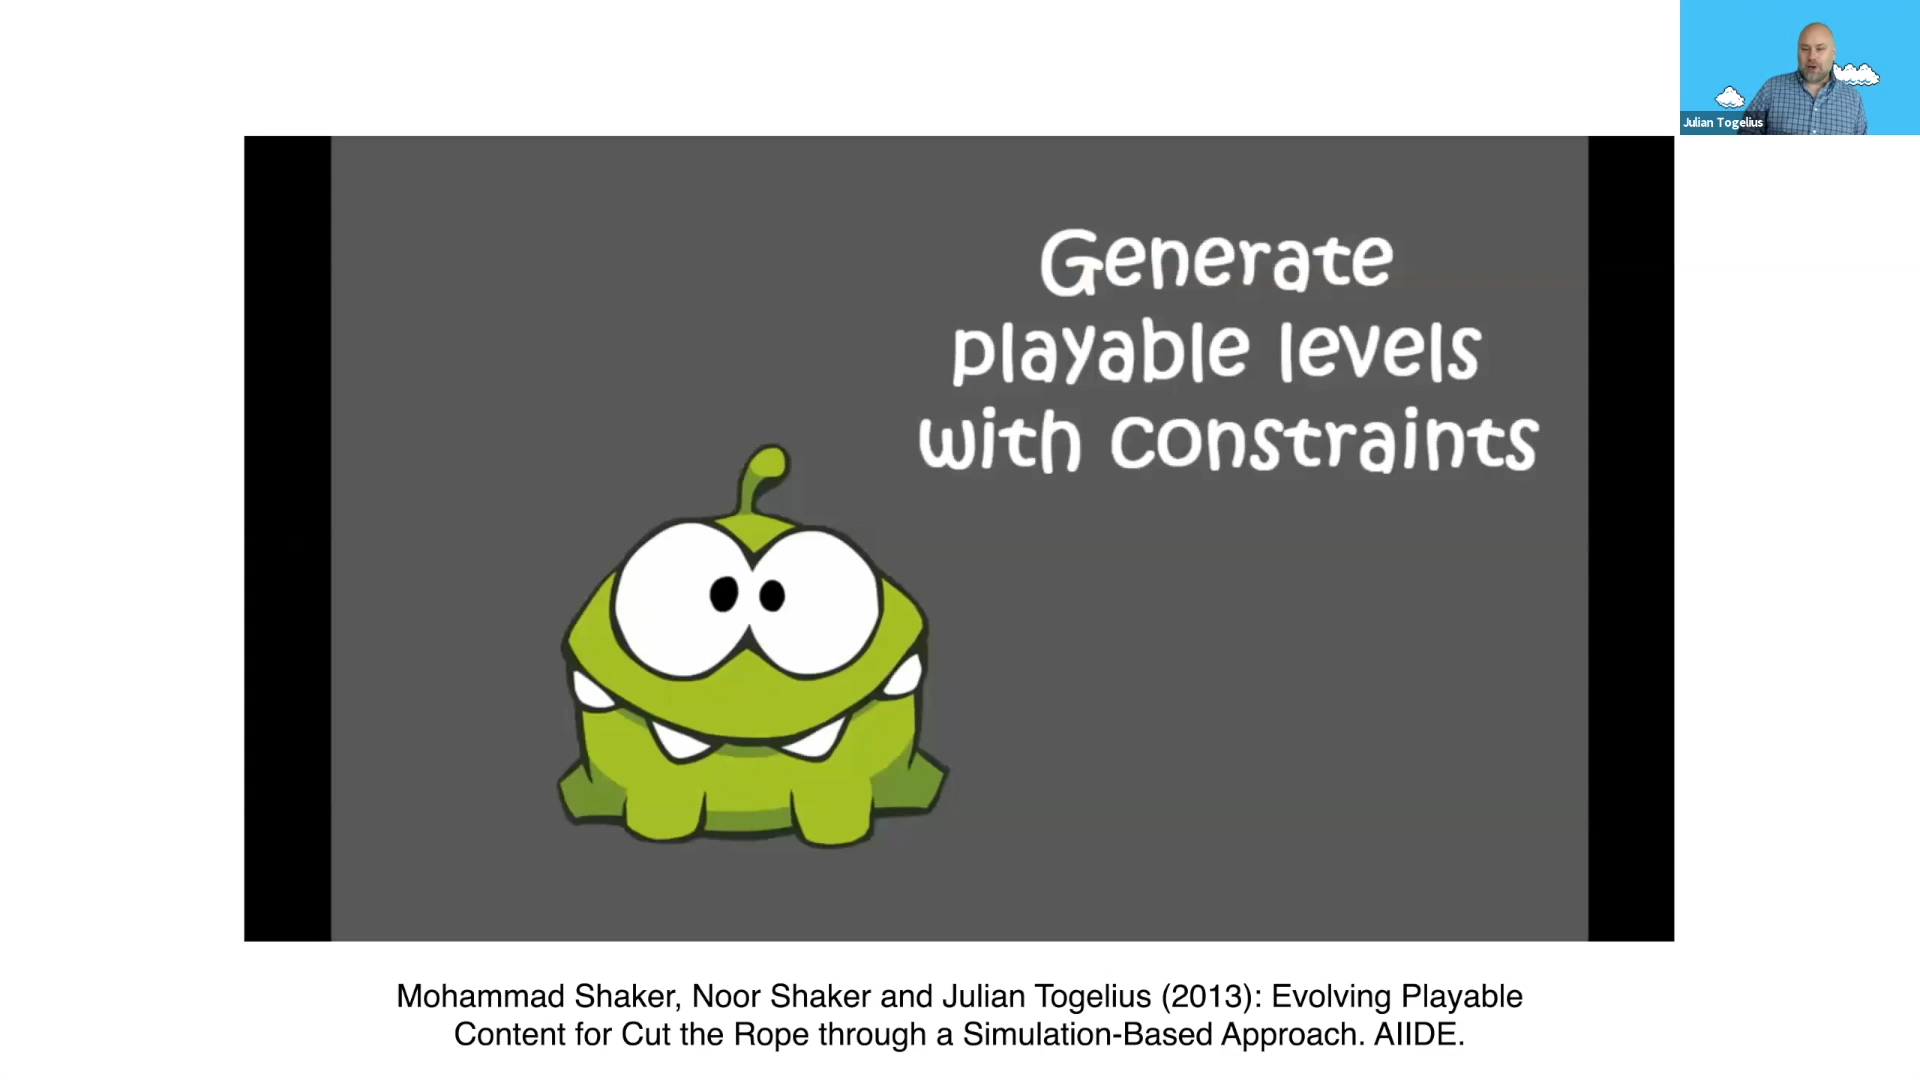 Julian Togelius
Generate
playable levels
with constraints
Mohammad Shaker, Noor Shaker and Julian Togelius (2013): Evolving Playable
Content for Cut the Rope through a Simulation-Based Approach. AIIDE.